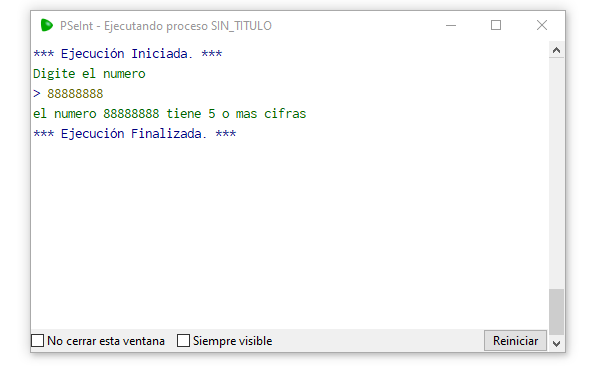 PSeInt - Ejecutando proceso SIN_TITULO
*** Ejecución Iniciada. ***
Digite el numero
> 88888888
el numero 88888888 tiene 5 o mas cifras
*** Ejecución Finalizada. ***
No cerrar esta ventana Siempre visible Reiniciar